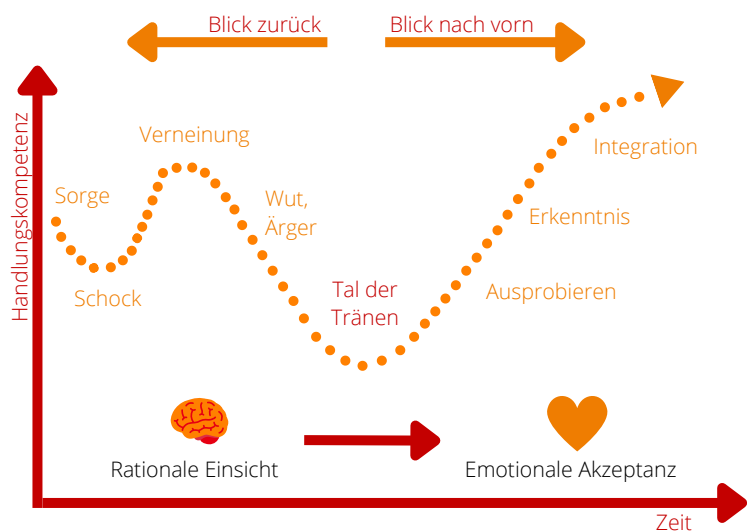 Blick zurück
Blick nach vorn
Handlungskompetenz
Verneinung
Sorge
Schock
Wut,
Ärger
Tal der
Tränen
Integration
Erkenntnis
Ausprobieren
Rationale Einsicht
Emotionale Akzeptanz
Zeit